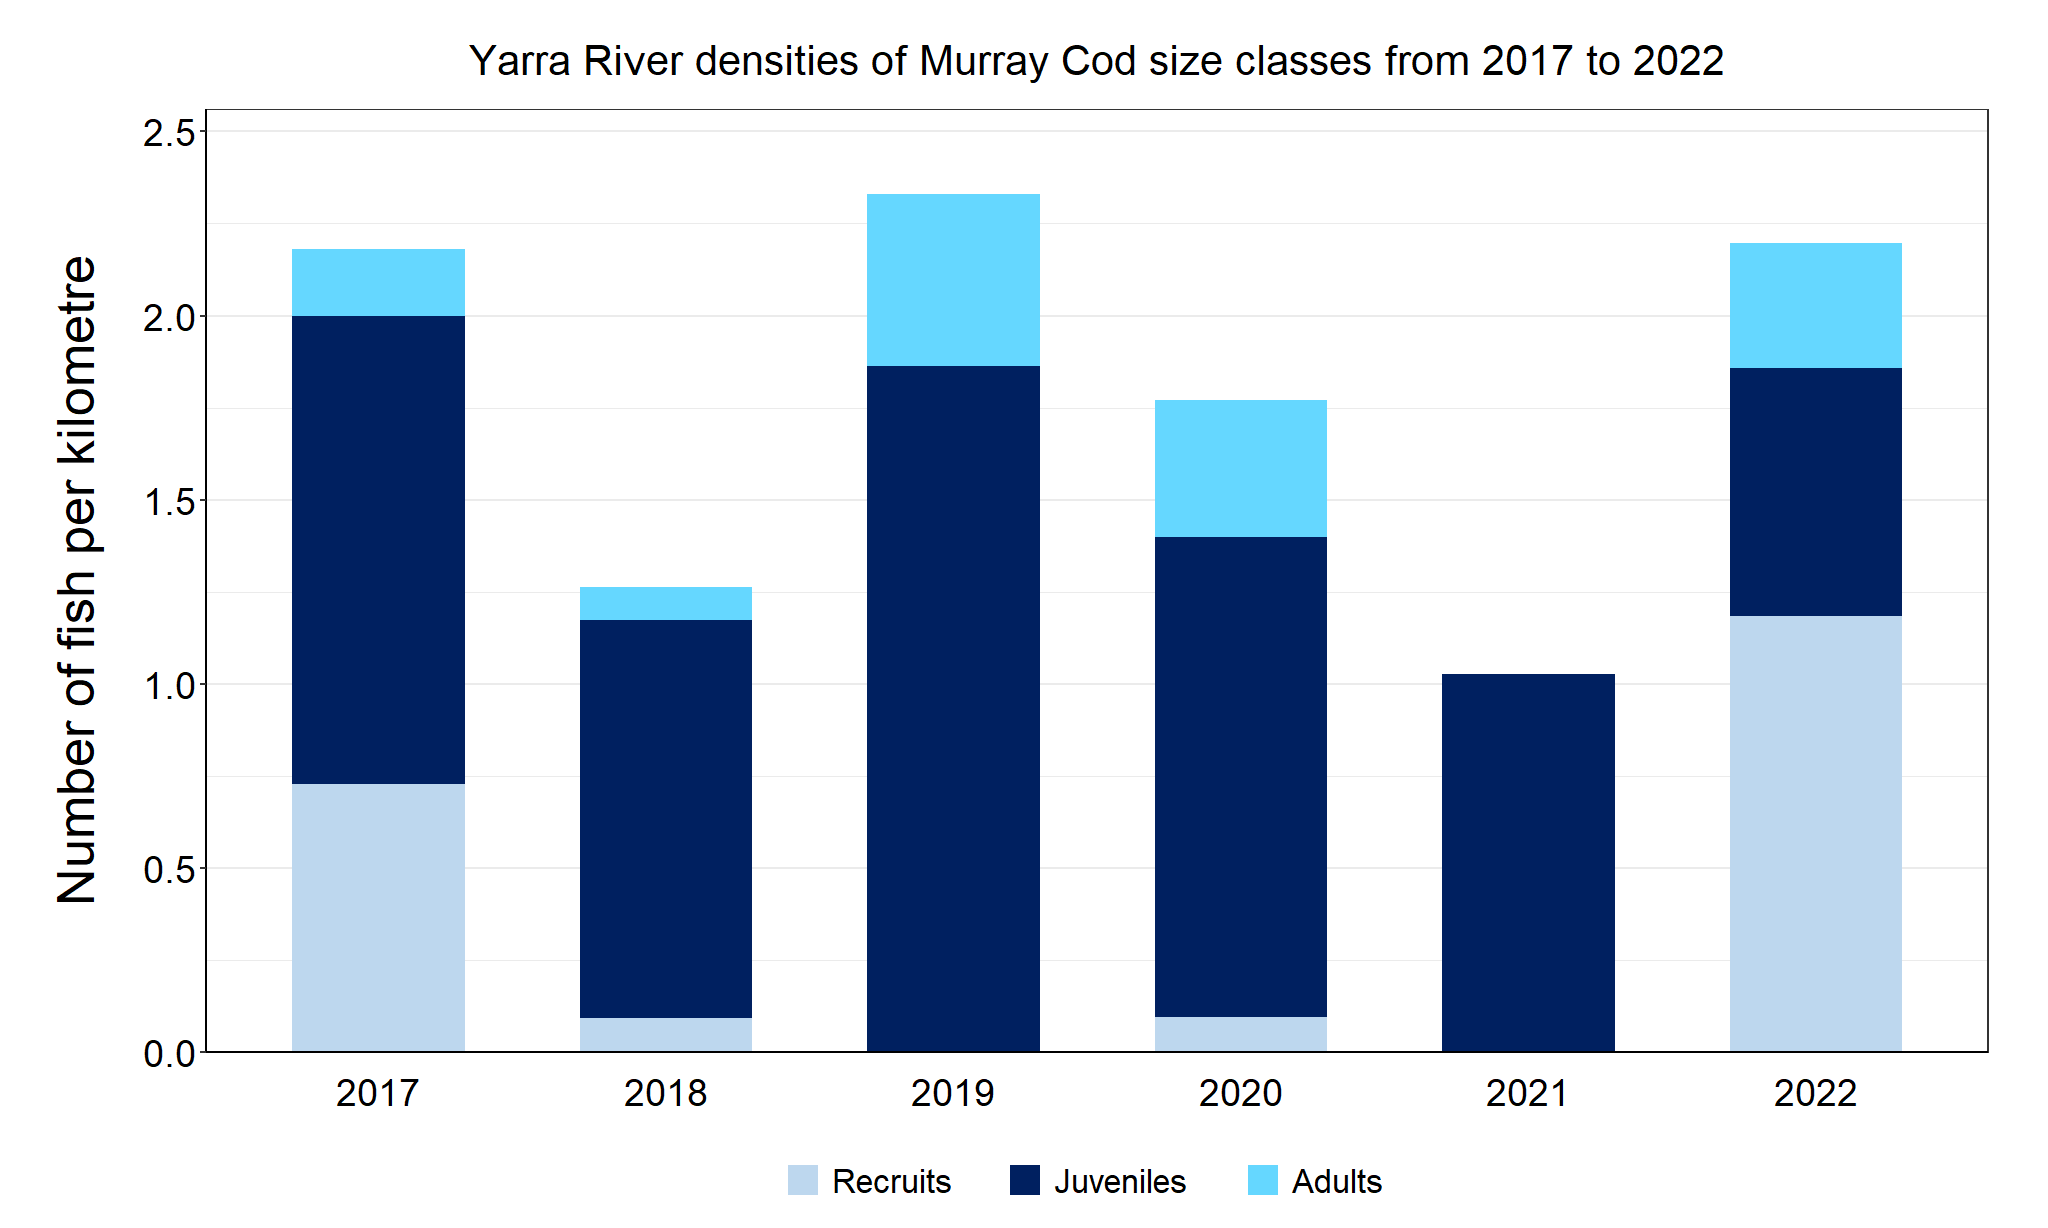 Yarra River densities of Murray Cod size classes from 2017 to 2022
Number of fish per kilometre
2.5
2.0
1.5
1.0
0.5
0.0
2017 2018 2019 2020 2021 2022
Recruits Juveniles Adults